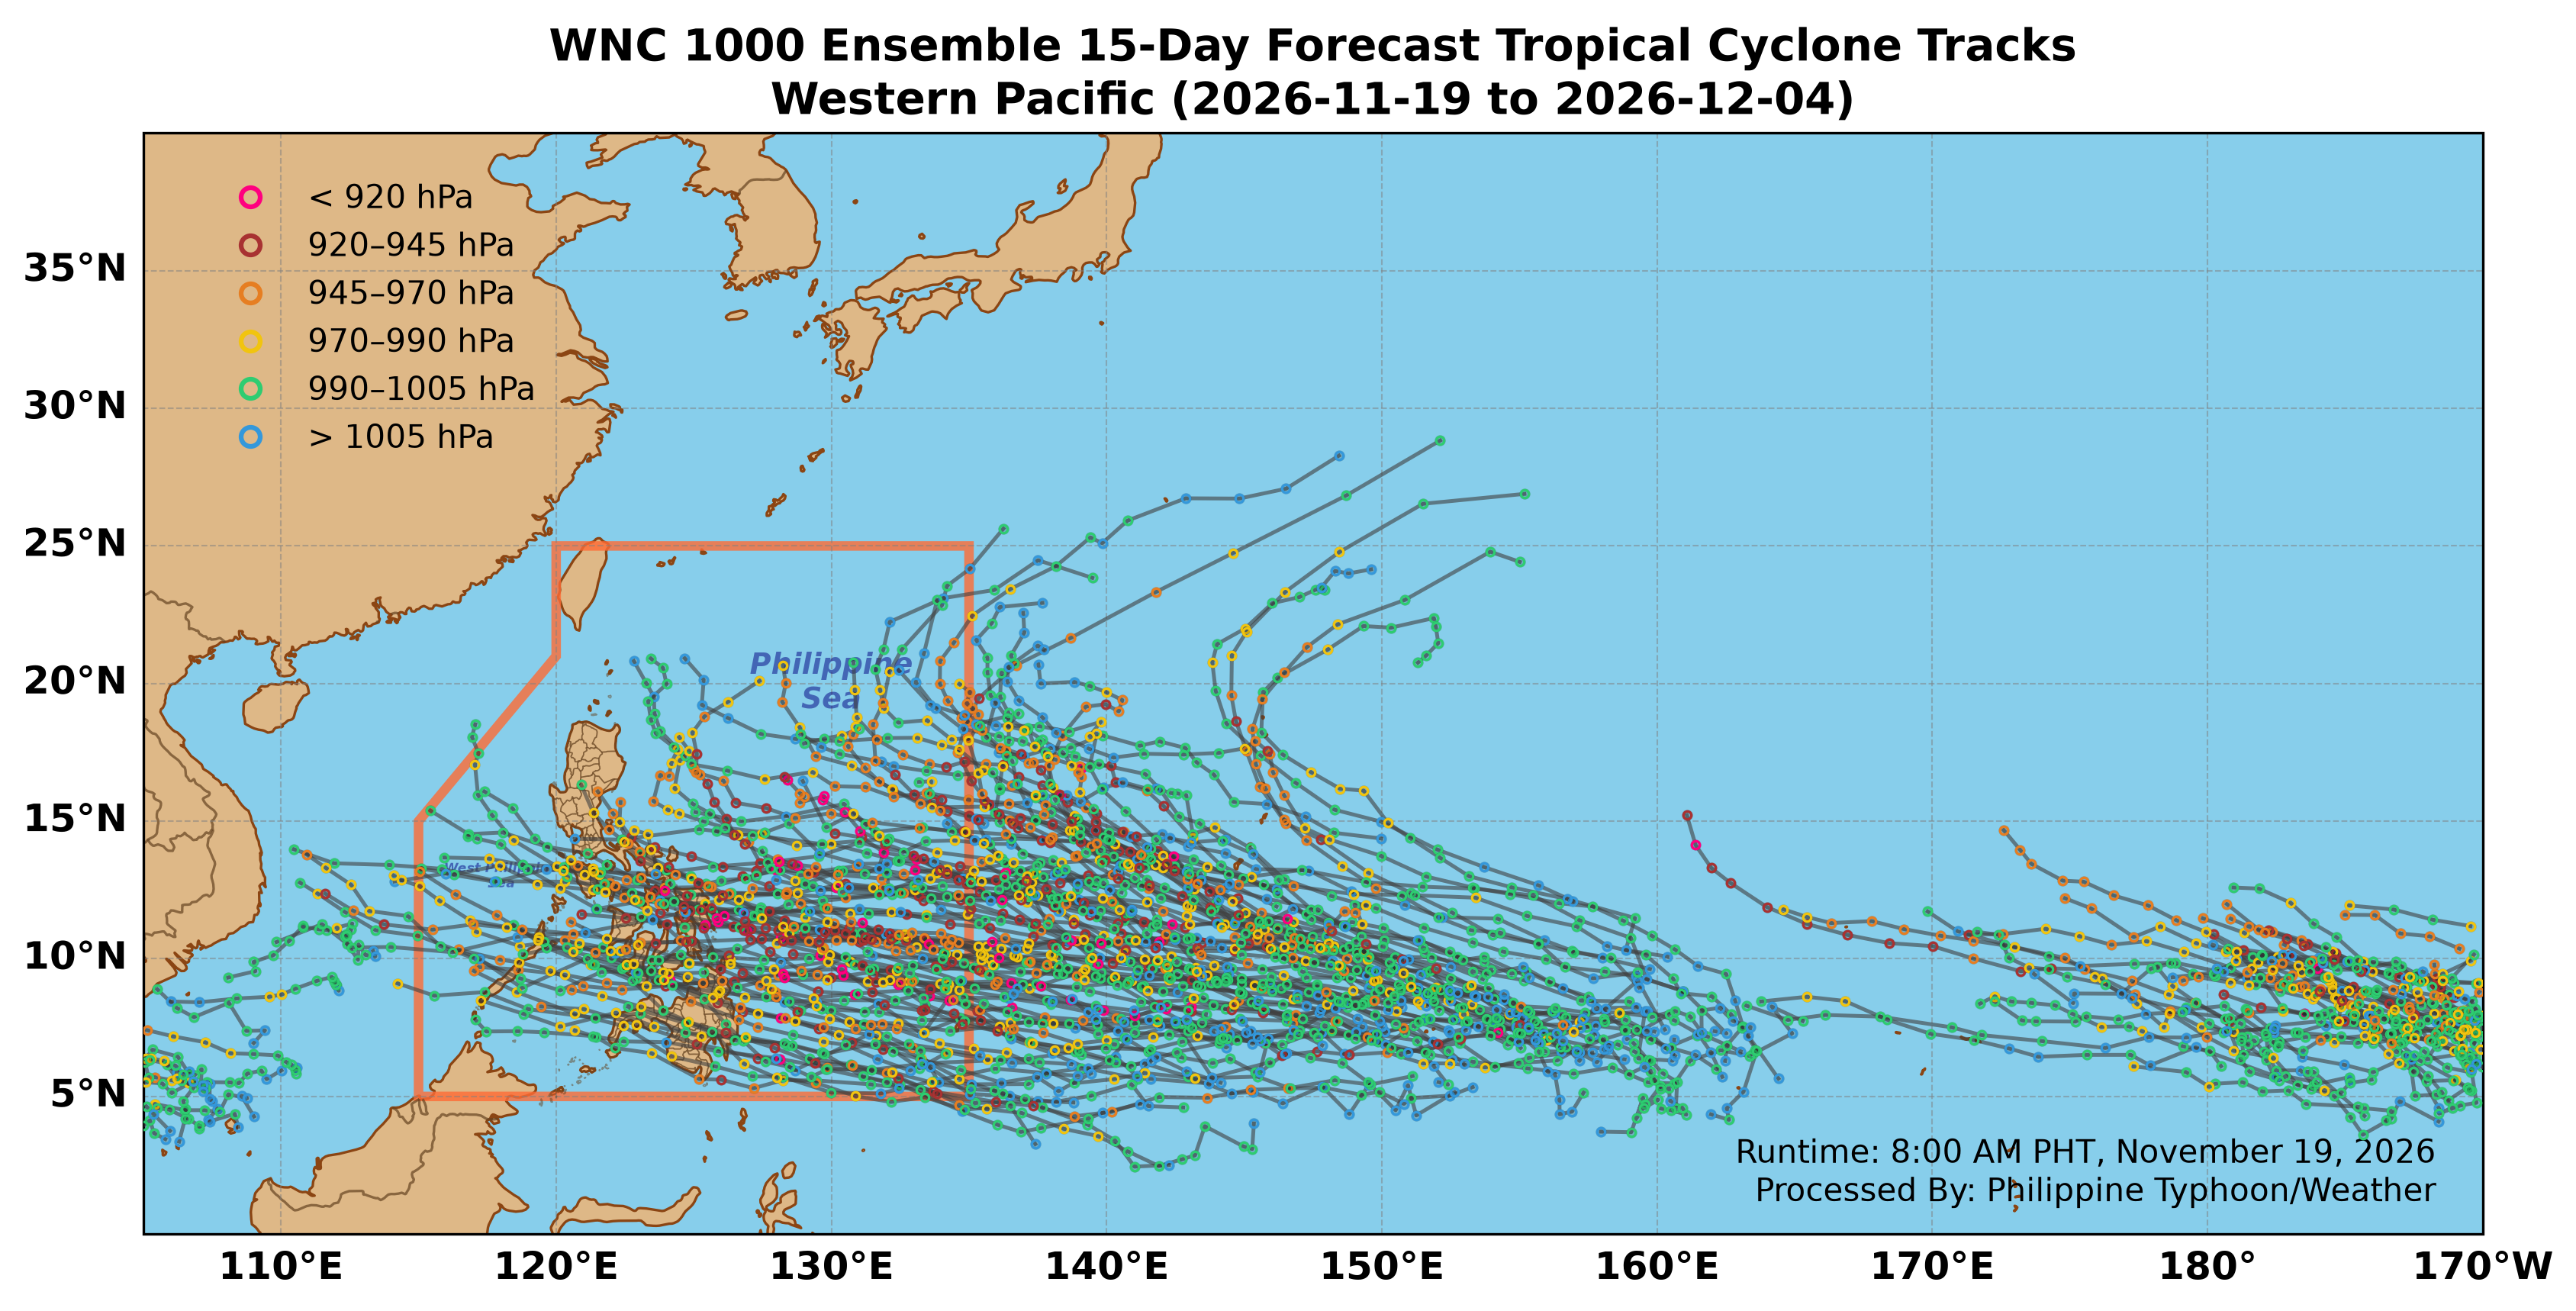 WNC 1000 Ensemble 15-Day Forecast Tropical Cyclone Tracks
Western Pacific (2026-11-19 to 2026-12-04)
< 920 hPa
920–945 hPa
945–970 hPa
970–990 hPa
990–1005 hPa
> 1005 hPa
35°N
30°N
25°N
20°N
15°N
10°N
5°N
Philippine
Sea
West Philippine
Sea
Runtime: 8:00 AM PHT, November 19, 2026
Processed By: Philippine Typhoon/Weather
110°E
120°E
130°E
140°E
150°E
160°E
170°E
180°
170°W